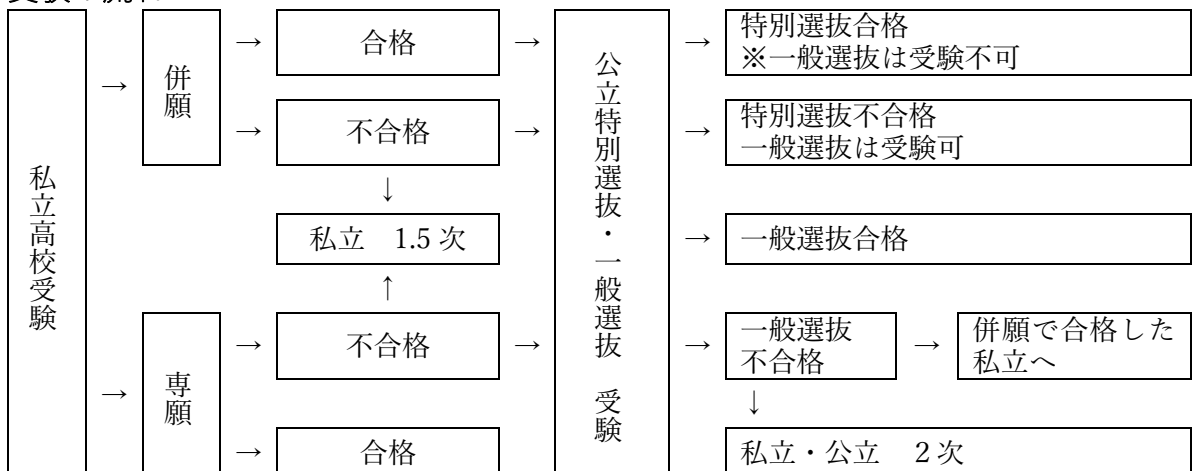 私立高校受験
→
併願
→
合格
→
→
不合格
→
↓
私立 1.5次
↑
→
専願
→
不合格
→
→
合格
公立特別選抜・一般選抜 受験
→
特別選抜合格
※一般選抜は受験不可
→
特別選抜不合格
一般選抜は受験可
→
一般選抜合格
→
一般選抜
不合格
→
併願で合格した
私立へ
↓
私立・公立 2次